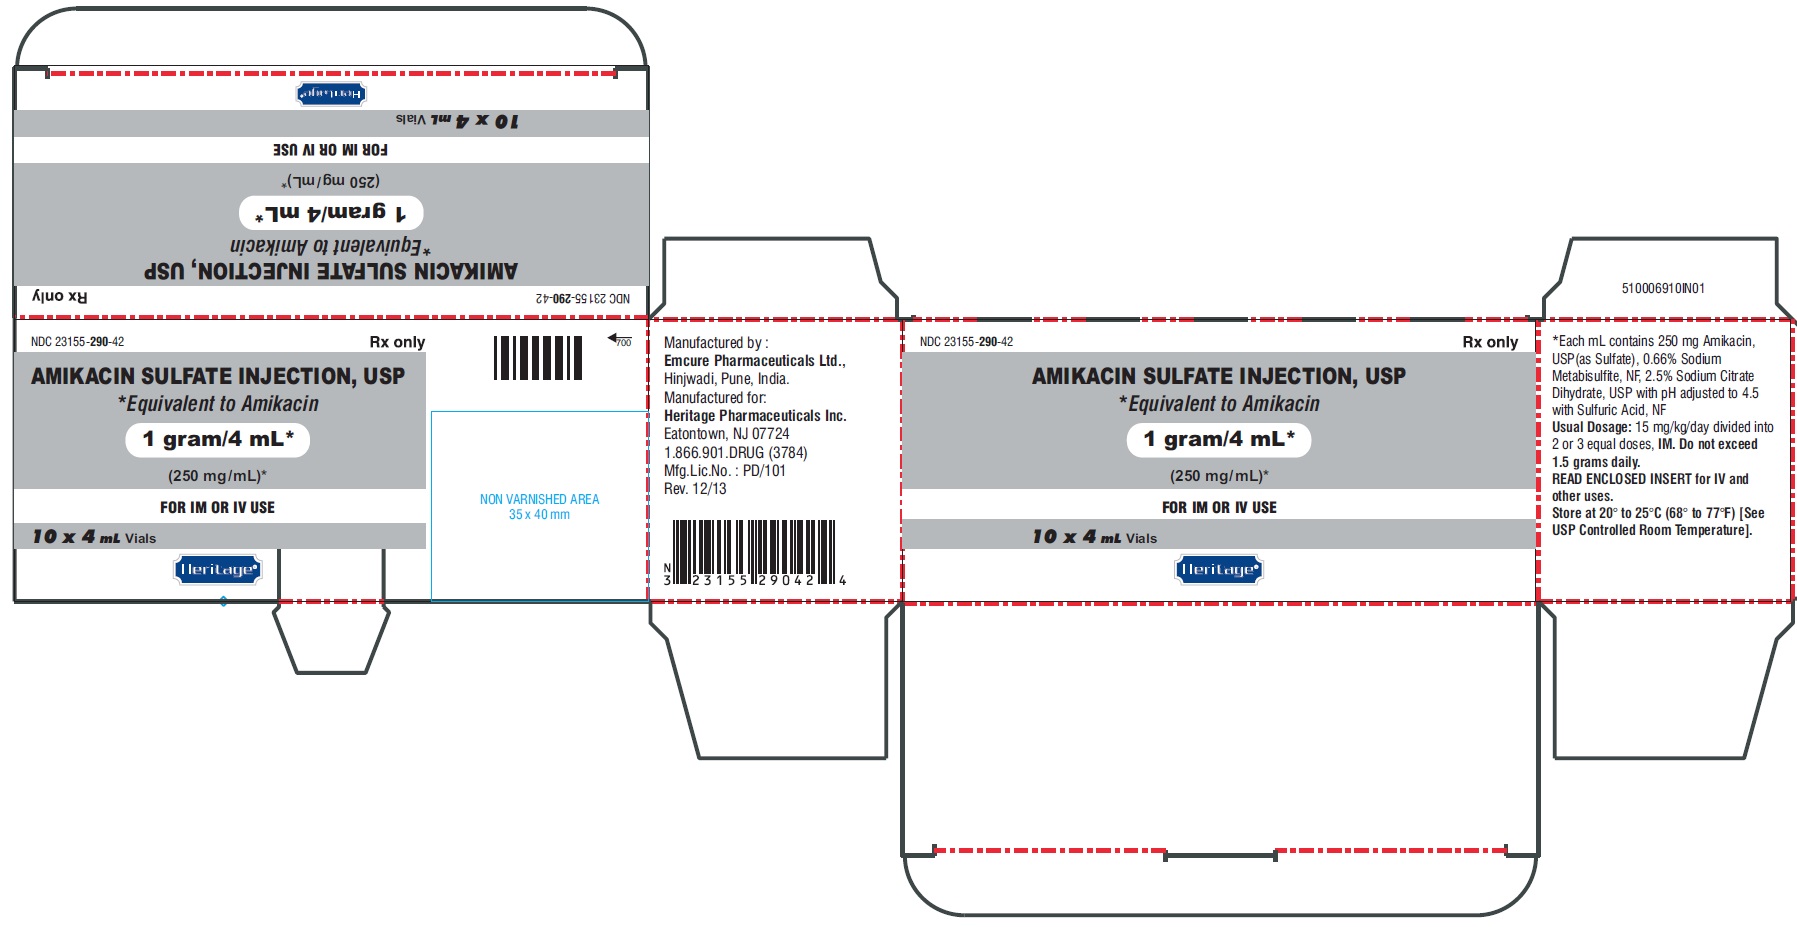 Heritage®
10 x 4 mL Vials
FOR IM OR IV USE
(250 mg/mL)*
1 gram/4 mL*
*Equivalent to Amikacin
AMIKACIN SULFATE INJECTION, USP
NDC 23155-290-42
Rx only
NDC 23155-290-42
Rx only
AMIKACIN SULFATE INJECTION, USP
*Equivalent to Amikacin
1 gram/4 mL*
(250 mg/mL)*
FOR IM OR IV USE
10 x 4 mL Vials
Heritage®
700
NON VARNISHED AREA
35 x 40 mm
Manufactured by :
Emcure Pharmaceuticals Ltd.,
Hinjwadi, Pune, India.
Manufactured for:
Heritage Pharmaceuticals Inc.
Eatontown, NJ 07724
1.866.901.DRUG (3784)
Mfg.Lic.No. : PD/101
Rev. 12/13
N
3 23155 29042 4
NDC 23155-290-42
Rx only
AMIKACIN SULFATE INJECTION, USP
*Equivalent to Amikacin
1 gram/4 mL*
(250 mg/mL)*
FOR IM OR IV USE
10 x 4 mL Vials
Heritage®
510006910IN01
*Each mL contains 250 mg Amikacin,
USP(as Sulfate), 0.66% Sodium
Metabisulfite, NF, 2.5% Sodium Citrate
Dihydrate, USP with pH adjusted to 4.5
with Sulfuric Acid, NF
Usual Dosage: 15 mg/kg/day divided into
2 or 3 equal doses, IM. Do not exceed
1.5 grams daily.
READ ENCLOSED INSERT for IV and
other uses.
Store at 20° to 25°C (68° to 77°F) [See
USP Controlled Room Temperature].